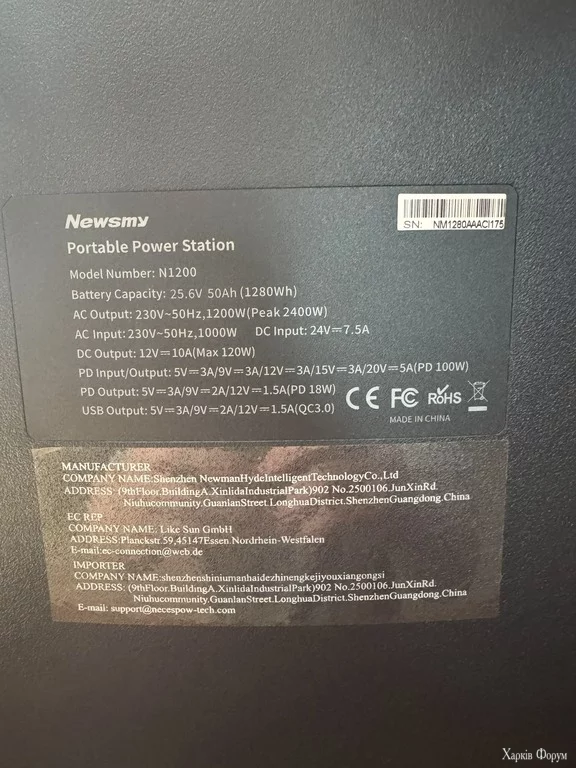 Newsmy
SN: NM1280AAACI175
Portable Power Station
Model Number: N1200
Battery Capacity: 25.6V 50Ah (1280Wh)
AC Output: 230V~50Hz,1200W(Peak 2400W)
AC Input: 230V~50Hz,1000W DC Input: 24V⎓7.5A
DC Output: 12V⎓10A(Max 120W)
PD Input/Output: 5V⎓3A/9V⎓3A/12V⎓3A/15V⎓3A/20V⎓5A(PD 100W)
PD Output: 5V⎓3A/9V⎓2A/12V⎓1.5A(PD 18W)
USB Output: 5V⎓3A/9V⎓2A/12V⎓1.5A(QC3.0)
CE FC RoHS
MADE IN CHINA
MANUFACTURER
COMPANY NAME:Shenzhen NewmanHydeIntelligentTechnologyCo.,Ltd
ADDRESS: (9thFloor.BuildingA.XinlidaIndustrialPark)902 No.2500106.JunXinRd.
Niuhucommunity.GuanlanStreet.LonghuaDistrict.ShenzhenGuangdong.China
EC REP
COMPANY NAME: Like Sun GmbH
ADDRESS:Planckstr.59,45147Essen.Nordrhein-Westfalen
E-mail:ec-connection@web.de
IMPORTER
COMPANY NAME:shenzhenshiniumanhaidezhinengkejiyouxiangongsi
ADDRESS: (9thFloor.BuildingA.XinlidaIndustrialPark)902 No.2500106.JunXinRd.
Niuhucommunity.GuanlanStreet.LonghuaDistrict.ShenzhenGuangdong.China
E-mail: support@necespow-tech.com
Харків Форум